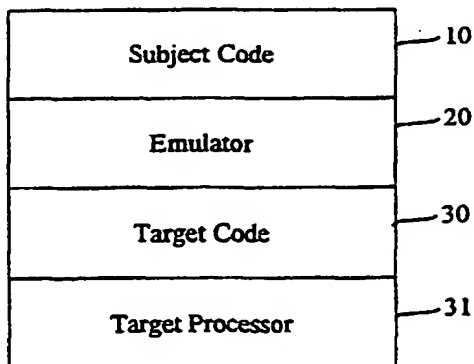 Subject Code 10
Emulator 20
Target Code 30
Target Processor 31